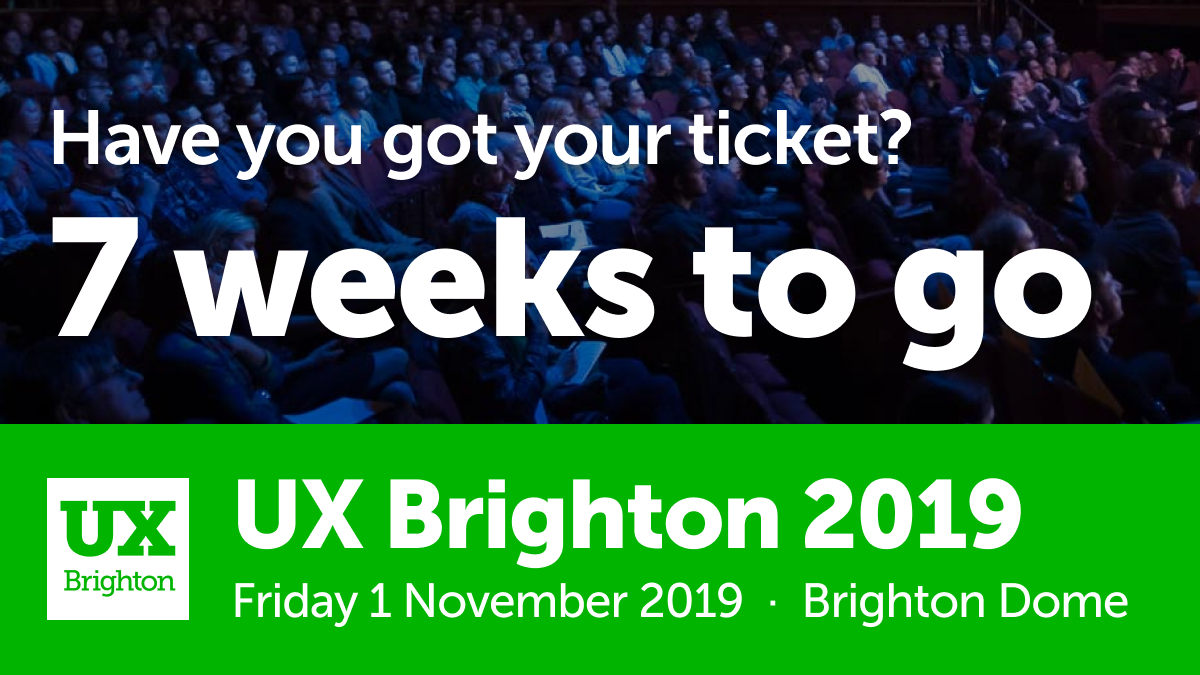 Have you got your ticket?
7 weeks to go
UX
Brighton
UX Brighton 2019
Friday 1 November 2019 · Brighton Dome